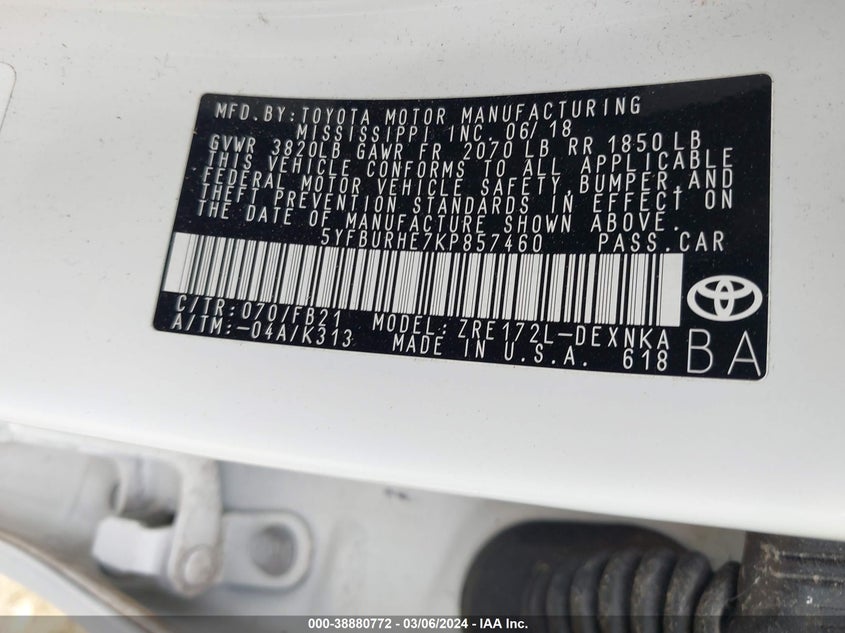 MFD.BY:TOYOTA MOTOR MANUFACTURING
MISSISSIPPI INC. 06/18
GVWR 3820LB GAWR FR 2070 LB RR 1850LB
THIS VEHICLE CONFORMS TO ALL APPLICABLE
FEDERAL MOTOR VEHICLE SAFETY,BUMPER,AND
THEFT PREVENTION STANDARDS IN EFFECT ON
THE DATE OF MANUFACTURE SHOWN ABOVE.
5YFBURHE7KP857460 PASS.CAR
C/TR:070/FB21 MODEL:ZRE172L-DEXNKA
A/TM:-04A/K313 MADE IN U.S.A. 618
BA
000-38880772 - 03/06/2024 - IAA Inc.